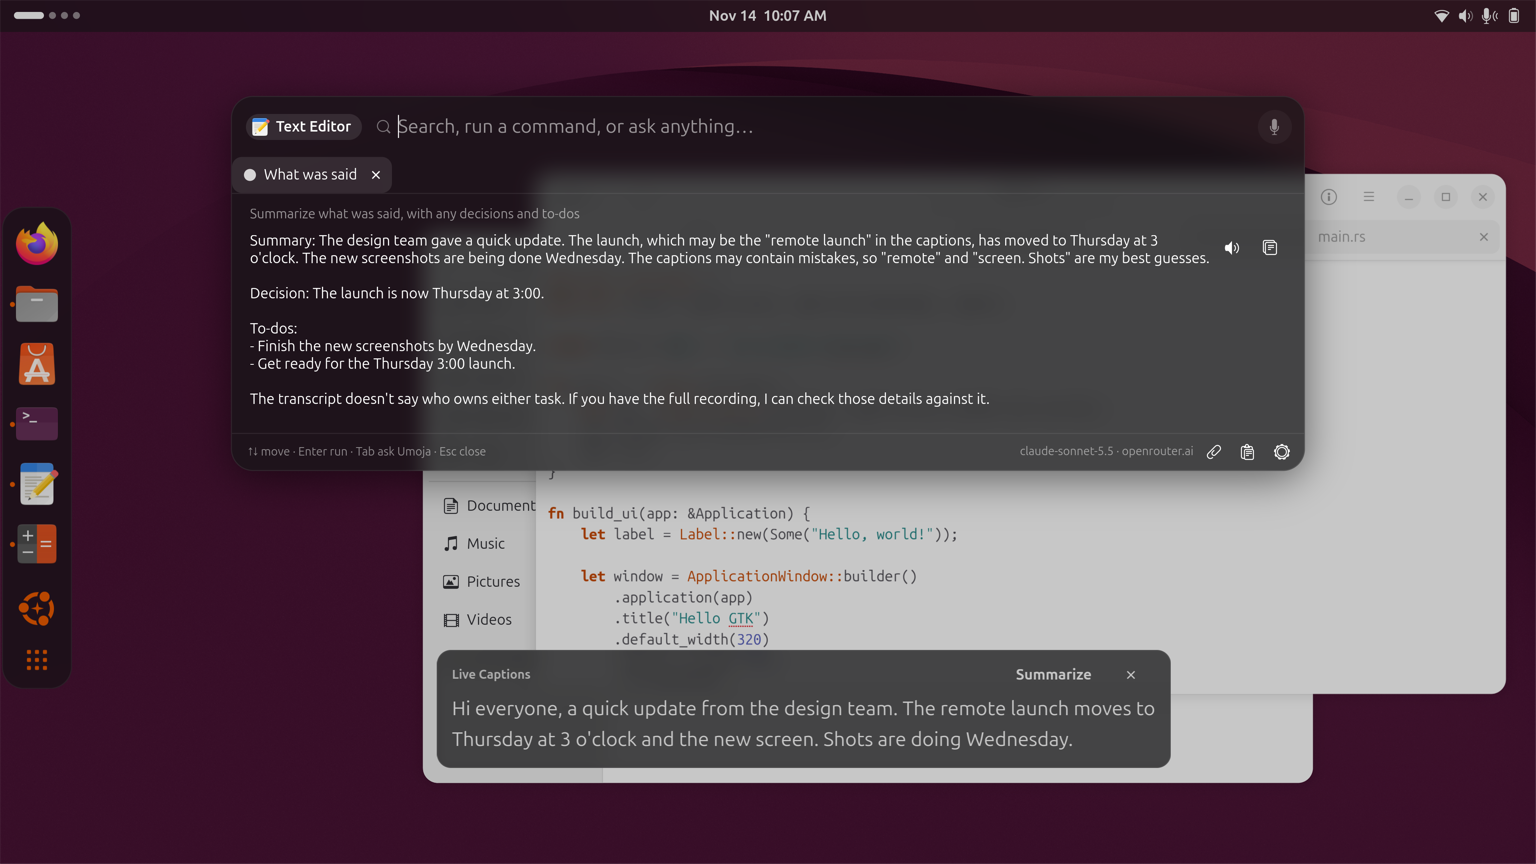 Nov 14 10:07 AM
Text Editor
Search, run a command, or ask anything…
What was said
Summarize what was said, with any decisions and to-dos
Summary: The design team gave a quick update. The launch, which may be the "remote launch" in the captions, has moved to Thursday at 3
o'clock. The new screenshots are being done Wednesday. The captions may contain mistakes, so "remote" and "screen. Shots" are my best guesses.
Decision: The launch is now Thursday at 3:00.
To-dos:
- Finish the new screenshots by Wednesday.
- Get ready for the Thursday 3:00 launch.
The transcript doesn't say who owns either task. If you have the full recording, I can check those details against it.
↑↓ move · Enter run · Tab ask Umoja · Esc close
claude-sonnet-5.5 · openrouter.ai
main.rs
}
Document
Music
Pictures
Videos
fn build_ui(app: &Application) {
let label = Label::new(Some("Hello, world!"));
let window = ApplicationWindow::builder()
.application(app)
.title("Hello GTK")
.default_width(320)
Live Captions
Summarize
Hi everyone, a quick update from the design team. The remote launch moves to
Thursday at 3 o'clock and the new screen. Shots are doing Wednesday.